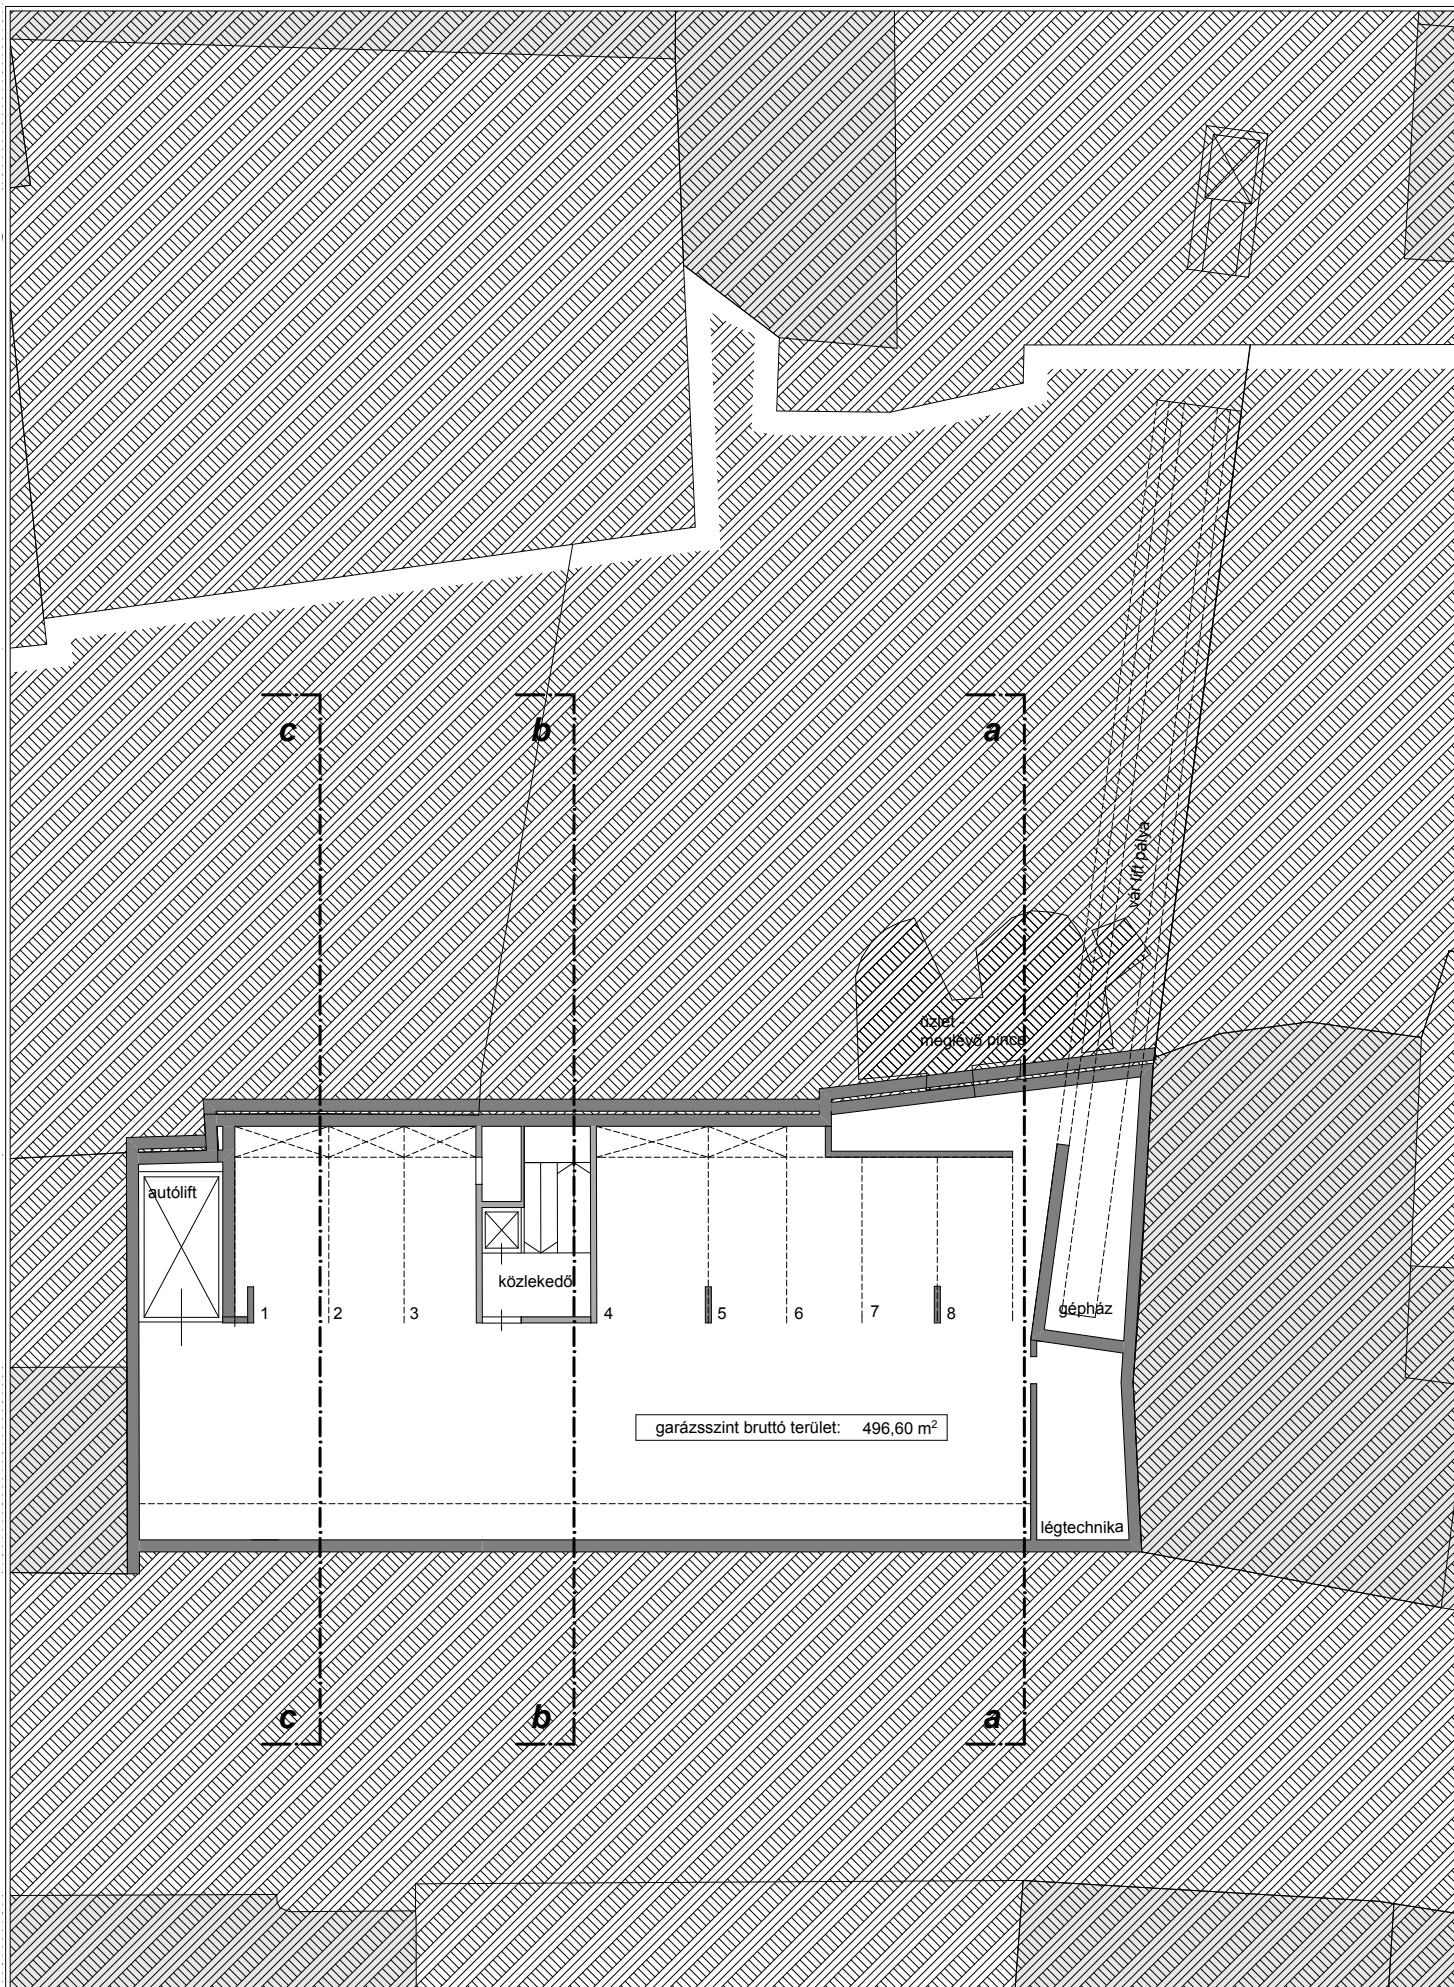 c
b
a
vár lift pálya
üzlet -
meglévő pince
autólift
közlekedő
1
2
3
4
5
6
7
8
gépház
garázsszint bruttó terület: 496,60 m²
légtechnika
c
b
a